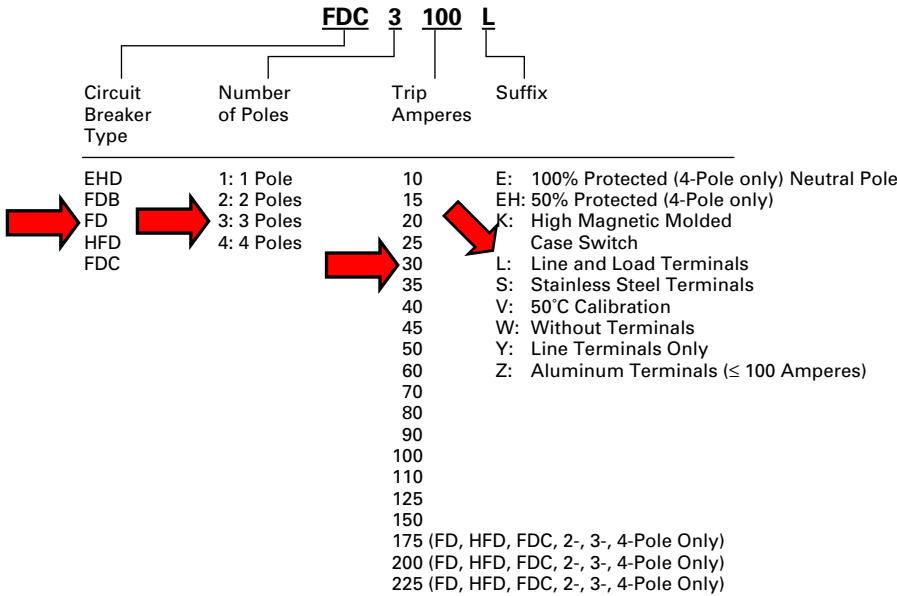 FDC 3 100 L
Circuit Breaker Type
Number of Poles
Trip Amperes
Suffix
EHD
FDB
FD
HFD
FDC
1: 1 Pole
2: 2 Poles
3: 3 Poles
4: 4 Poles
10
15
20
25
30
35
40
45
50
60
70
80
90
100
110
125
150
175 (FD, HFD, FDC, 2-, 3-, 4-Pole Only)
200 (FD, HFD, FDC, 2-, 3-, 4-Pole Only)
225 (FD, HFD, FDC, 2-, 3-, 4-Pole Only)
E: 100% Protected (4-Pole only) Neutral Pole
EH: 50% Protected (4-Pole only)
K: High Magnetic Molded
Case Switch
L: Line and Load Terminals
S: Stainless Steel Terminals
V: 50°C Calibration
W: Without Terminals
Y: Line Terminals Only
Z: Aluminum Terminals (≤ 100 Amperes)